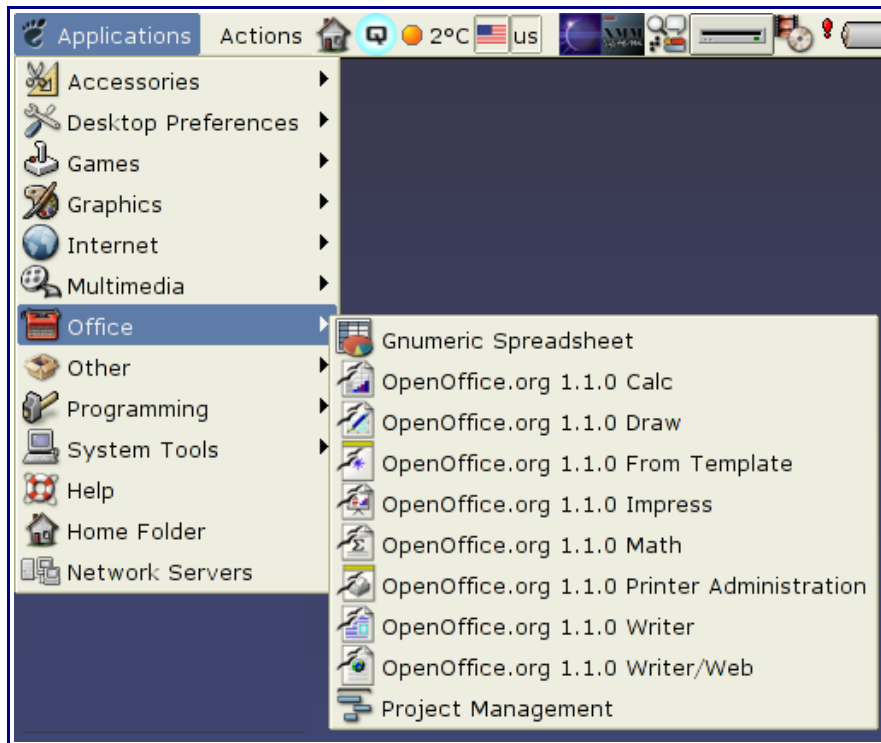 Applications Actions 2°C us
Accessories
Desktop Preferences
Games
Graphics
Internet
Multimedia
Office
Gnumeric Spreadsheet
Other
OpenOffice.org 1.1.0 Calc
Programming
OpenOffice.org 1.1.0 Draw
System Tools
OpenOffice.org 1.1.0 From Template
Help
OpenOffice.org 1.1.0 Impress
Home Folder
OpenOffice.org 1.1.0 Math
Network Servers
OpenOffice.org 1.1.0 Printer Administration
OpenOffice.org 1.1.0 Writer
OpenOffice.org 1.1.0 Writer/Web
Project Management